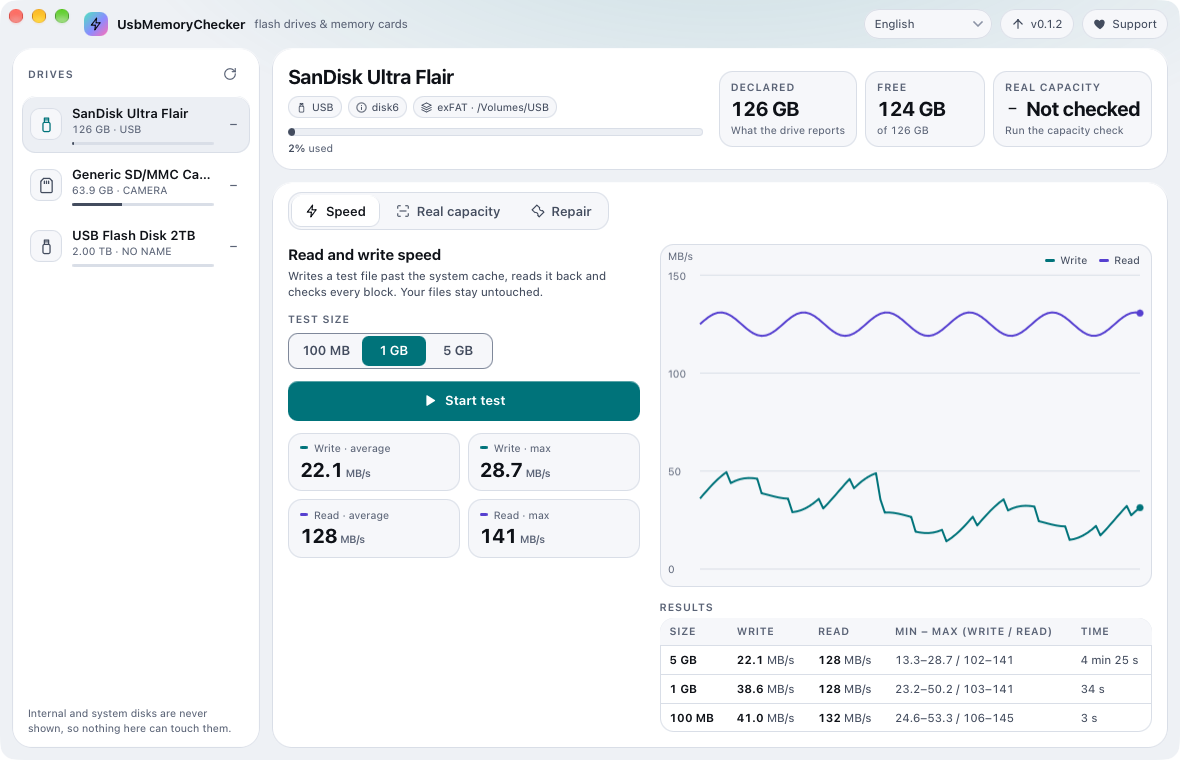 UsbMemoryChecker flash drives & memory cards
English
v0.1.2
Support
DRIVES
SanDisk Ultra Flair
126 GB · USB
–
Generic SD/MMC Ca...
63.9 GB · CAMERA
–
USB Flash Disk 2TB
2.00 TB · NO NAME
–
Internal and system disks are never
shown, so nothing here can touch them.
SanDisk Ultra Flair
USB
disk6
exFAT · /Volumes/USB
2% used
DECLARED
126 GB
What the drive reports
FREE
124 GB
of 126 GB
REAL CAPACITY
– Not checked
Run the capacity check
Speed
Real capacity
Repair
Read and write speed
Writes a test file past the system cache, reads it back and
checks every block. Your files stay untouched.
TEST SIZE
100 MB
1 GB
5 GB
Start test
Write · average
22.1 MB/s
Write · max
28.7 MB/s
Read · average
128 MB/s
Read · max
141 MB/s
MB/s
Write
Read
150
100
50
0
RESULTS
SIZE WRITE READ MIN – MAX (WRITE / READ) TIME
5 GB 22.1 MB/s 128 MB/s 13.3–28.7 / 102–141 4 min 25 s
1 GB 38.6 MB/s 128 MB/s 23.2–50.2 / 103–141 34 s
100 MB 41.0 MB/s 132 MB/s 24.6–53.3 / 106–145 3 s